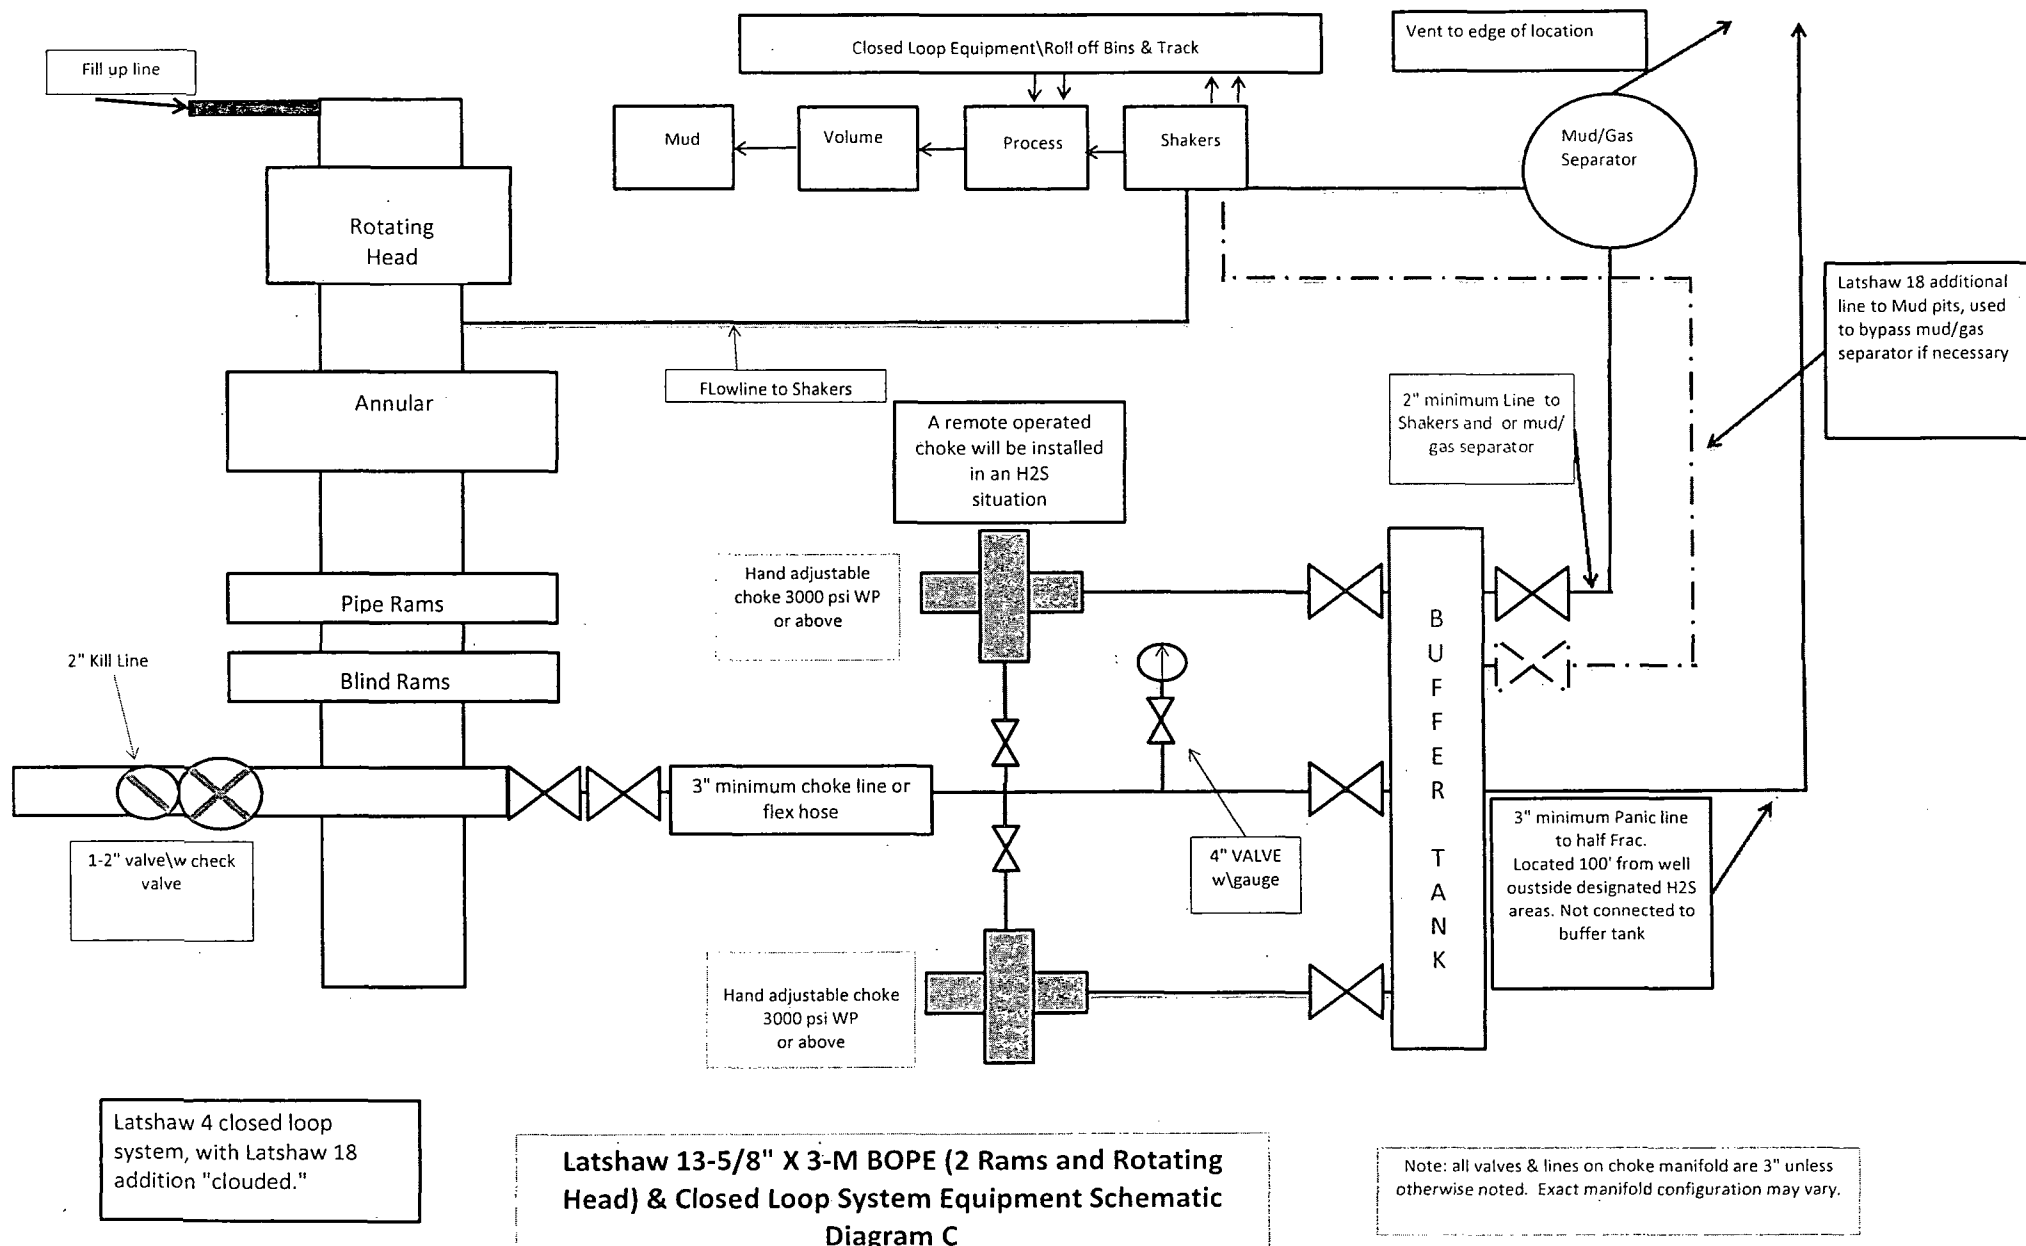 Fill up line
Closed Loop Equipment\Roll off Bins & Track
Vent to edge of location
Mud
Volume
Process
Shakers
Mud/Gas
Separator
Rotating
Head
Latshaw 18 additional
line to Mud pits, used
to bypass mud/gas
separator if necessary
FLowline to Shakers
2" minimum Line to
Shakers and or mud/
gas separator
Annular
A remote operated
choke will be installed
in an H2S
situation
Hand adjustable
choke 3000 psi WP
or above
Pipe Rams
Blind Rams
2" Kill Line
BUFFER TANK
3" minimum choke line or
flex hose
1-2" valve\w check
valve
4" VALVE
w\gauge
3" minimum Panic line
to half Frac.
Located 100' from well
oustside designated H2S
areas. Not connected to
buffer tank
Hand adjustable choke
3000 psi WP
or above
Latshaw 4 closed loop
system, with Latshaw 18
addition "clouded."
Latshaw 13-5/8" X 3-M BOPE (2 Rams and Rotating
Head) & Closed Loop System Equipment Schematic
Diagram C
Note: all valves & lines on choke manifold are 3" unless
otherwise noted. Exact manifold configuration may vary.